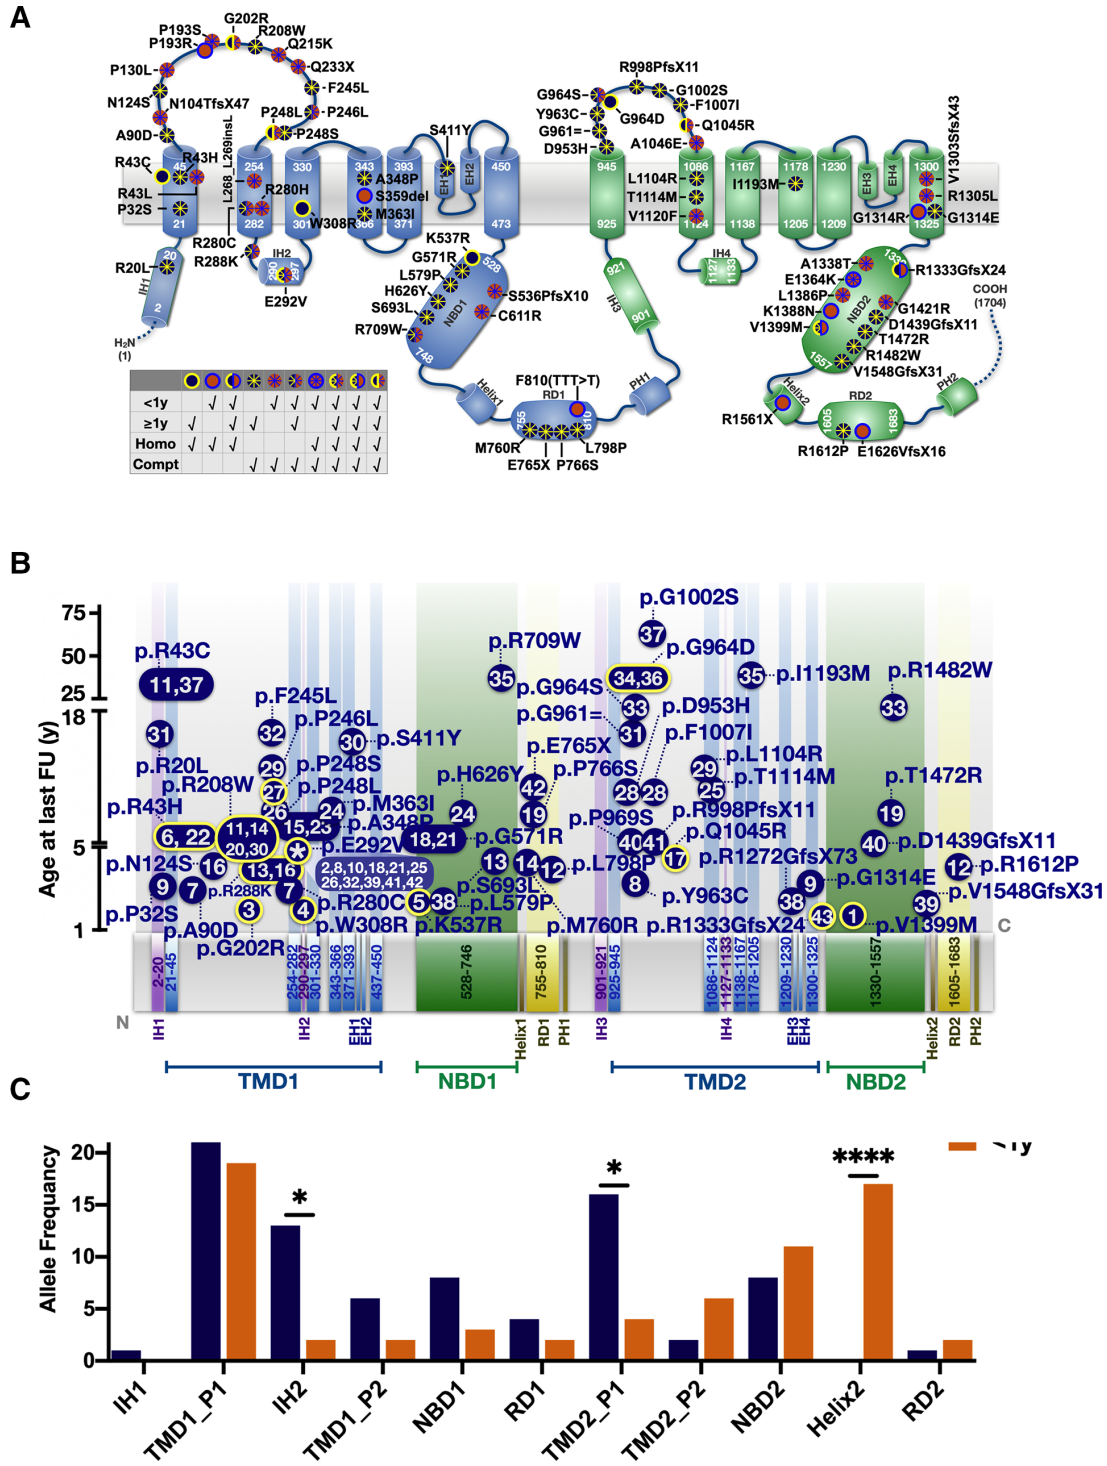 A
G202R
P193S
R208W
P193R
Q215K
P130L
Q233X
N124S
F245L
N104TfsX47
P246L
P248L
A90D
P248S
S411Y
R43C
R43H
L268_L269insL
R43L
R280H
A348P
S359del
P32S
W308R
M363I
R280C
R288K
R20L
E292V
45
21
254
282
330
301
343
366
393
371
450
473
EH1
EH2
IH2
290
297
20
IH1
2
H₂N
(1)
K537R
G571R
L579P
H626Y
S693L
R709W
S536PfsX10
C611R
528
NBD1
748
F810(TTT>T)
RD1
Helix1
755
810
PH1
M760R
L798P
E765X
P766S
R998PfsX11
G964S
G1002S
Y963C
F1007I
G961=
G964D
Q1045R
D953H
A1046E
L1104R
T1114M
V1120F
I1193M
V1303SfsX43
R1305L
G1314R
G1314E
945
925
1086
1124
1167
1138
1178
1205
1230
1209
EH3
EH4
1300
1325
IH4
1127
1133
921
IH3
901
A1338T
E1364K
L1386P
K1388N
V1399M
R1333GfsX24
COOH
(1704)
G1421R
D1439GfsX11
T1472R
R1482W
V1548GfsX31
NBD2
1557
Helix2
RD2
PH2
1605
1683
R1561X
R1612P
E1626VfsX16
<1y √ √ √ √ √ √ √ √
≥1y √ √ √ √ √ √ √
Homo √ √ √ √ √ √ √
Compt √ √ √ √ √ √ √
B
Age at last FU (y)
75
50
25
18
5
1
p.G1002S
37
p.R43C
p.R709W
p.G964D
11,37
35
34,36
35
p.I1193M
p.R1482W
p.G964S
33
33
p.F245L
p.G961=
p.D953H
31
32
p.P246L
30
p.S411Y
31
p.F1007I
p.R20L
29
p.P248S
p.E765X
29
p.L1104R
p.R208W
27
p.P248L
p.H626Y
42
p.P766S
28
28
25
p.T1114M
p.T1472R
p.R43H
26
24
p.M363I
24
19
p.R998PfsX11
19
6, 22
11,14
20,30
15,23
p.A348P
18,21
p.G571R
p.P969S
40
41
p.Q1045R
40
p.D1439GfsX11
*
p.E292V
p.N124S
16
13,16
2,8,10,18,21,25
26,32,39,41,42
13
14
12
p.L798P
17
p.R1272GfsX73
12
p.R1612P
9
7
p.R288K
7
p.R280C
5
38
p.S693L
p.L579P
8
p.Y963C
9
p.G1314E
38
39
p.V1548GfsX31
p.P32S
3
4
p.W308R
p.K537R
p.M760R
p.R1333GfsX24
43
1
p.V1399M
p.A90D
p.G202R
N
C
2-20
21-45
254-282
290-297
301-330
343-366
371-393
437-450
528-746
755-810
901-921
925-945
1086-1124
1127-1133
1138-1167
1178-1205
1209-1230
1300-1325
1330-1557
1605-1683
IH1
IH2
EH1
EH2
Helix1
RD1
PH1
IH3
IH4
EH3
EH4
Helix2
RD2
PH2
TMD1
NBD1
TMD2
NBD2
C
Allele Frequancy
20
15
10
5
0
*
*
****
<1y
IH1
TMD1_P1
IH2
TMD1_P2
NBD1
RD1
TMD2_P1
TMD2_P2
NBD2
Helix2
RD2